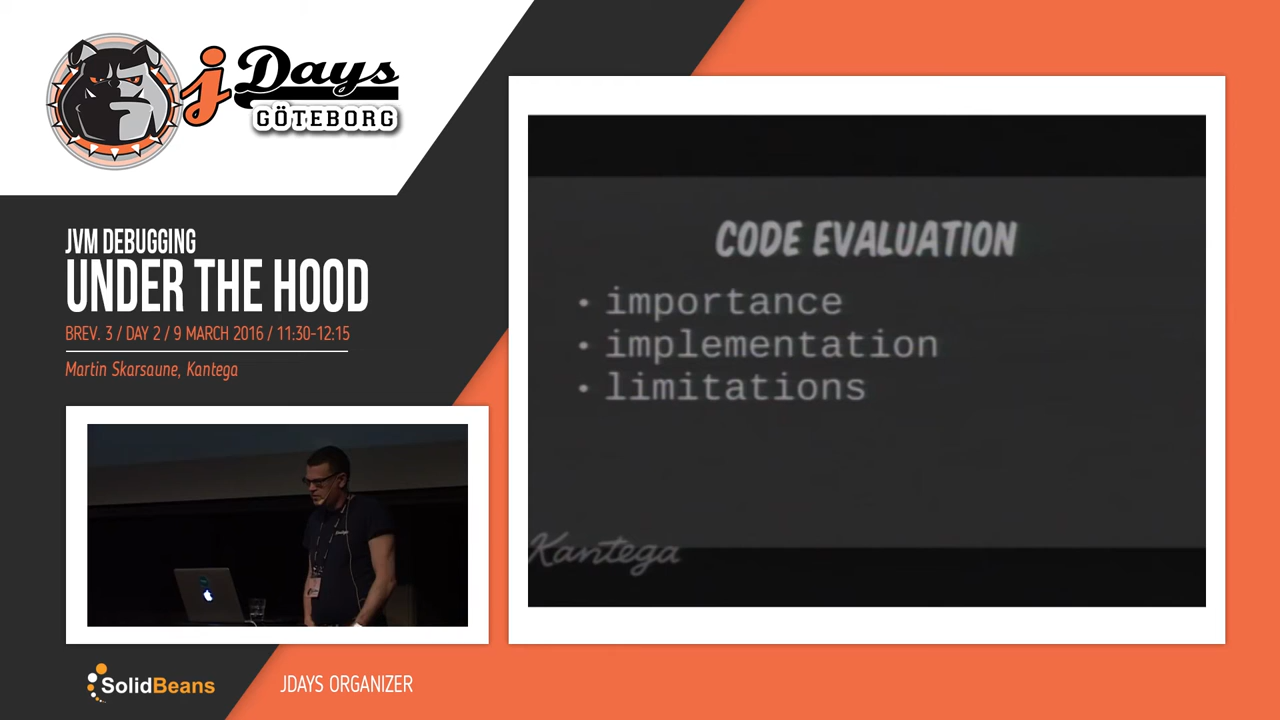 jDays
GÖTEBORG
JVM DEBUGGING
UNDER THE HOOD
BREV. 3 / DAY 2 / 9 MARCH 2016 / 11:30-12:15
Martin Skarsaune, Kantega
CODE EVALUATION
• importance
• implementation
• limitations
Kantega
SolidBeans
JDAYS ORGANIZER